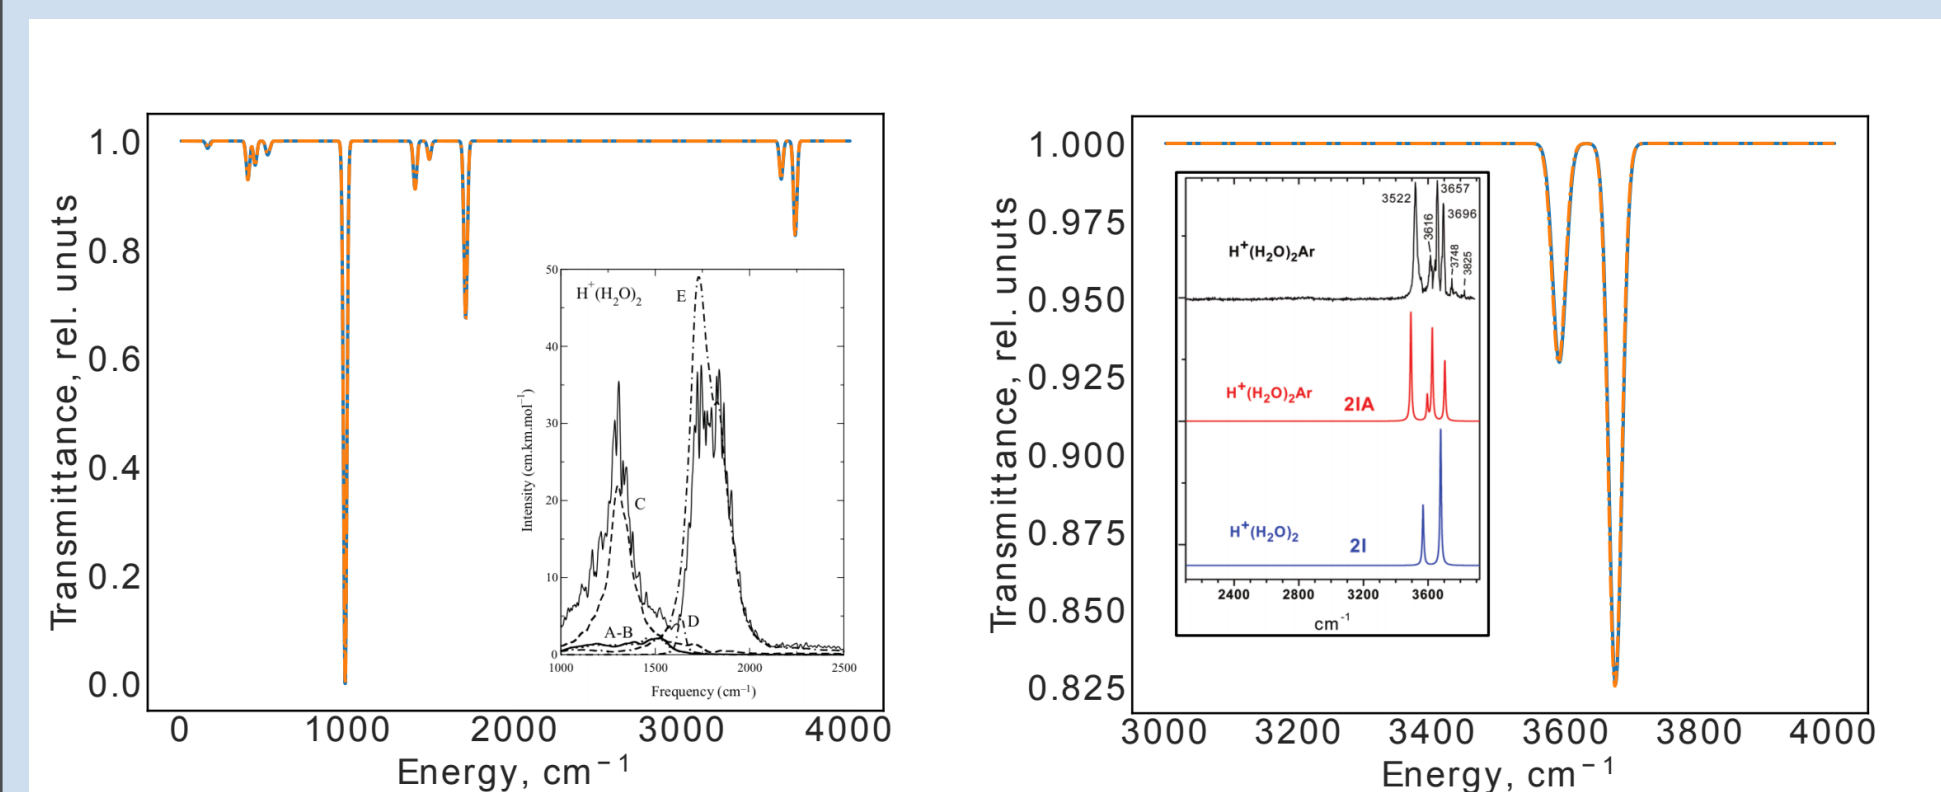 1.0
0.8
0.6
0.4
0.2
0.0
Transmittance, rel. unuts
0 1000 2000 3000 4000
Energy, cm⁻¹
H⁺(H₂O)₂
E
C
D
A-B
50
40
30
20
10
0
Intensity (cm.km.mol⁻¹)
1000 1500 2000 2500
Frequency (cm⁻¹)
1.000
0.975
0.950
0.925
0.900
0.875
0.850
0.825
Transmittance, rel. unuts
3000 3200 3400 3600 3800 4000
Energy, cm⁻¹
3522
3616
3657
3696
3748
3825
H⁺(H₂O)₂Ar
H⁺(H₂O)₂Ar 2IA
H⁺(H₂O)₂ 2I
2400 2800 3200 3600
cm⁻¹